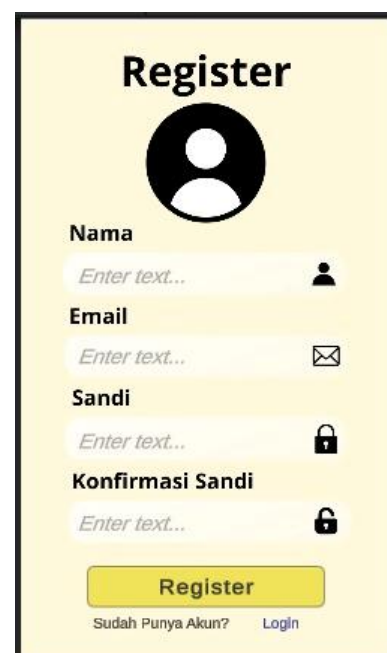 Register
Nama
Enter text...
Email
Enter text...
Sandi
Enter text...
Konfirmasi Sandi
Enter text...
Register
Sudah Punya Akun? Login